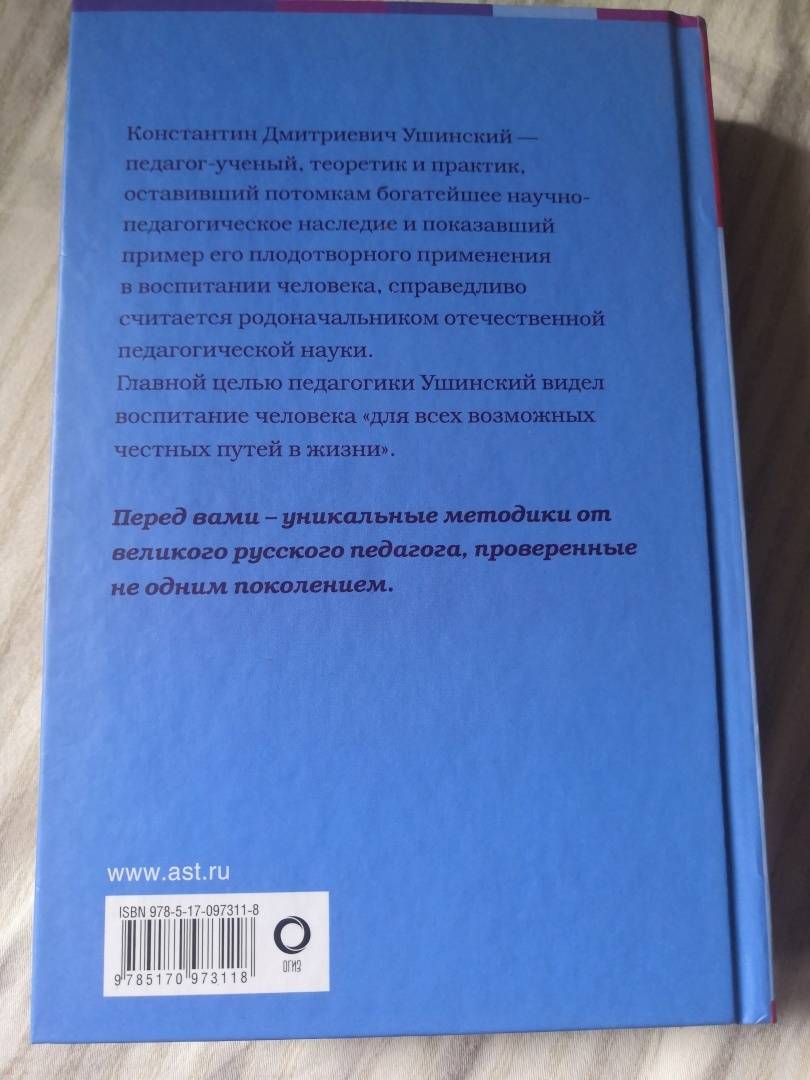 Константин Дмитриевич Ушинский —
педагог-ученый, теоретик и практик,
оставивший потомкам богатейшее научно-
педагогическое наследие и показавший
пример его плодотворного применения
в воспитании человека, справедливо
считается родоначальником отечественной
педагогической науки.
Главной целью педагогики Ушинский видел
воспитание человека «для всех возможных
честных путей в жизни».
Перед вами – уникальные методики от
великого русского педагога, проверенные
не одним поколением.
www.ast.ru
ISBN 978-5-17-097311-8
9 785170 973118
ОГИЗ